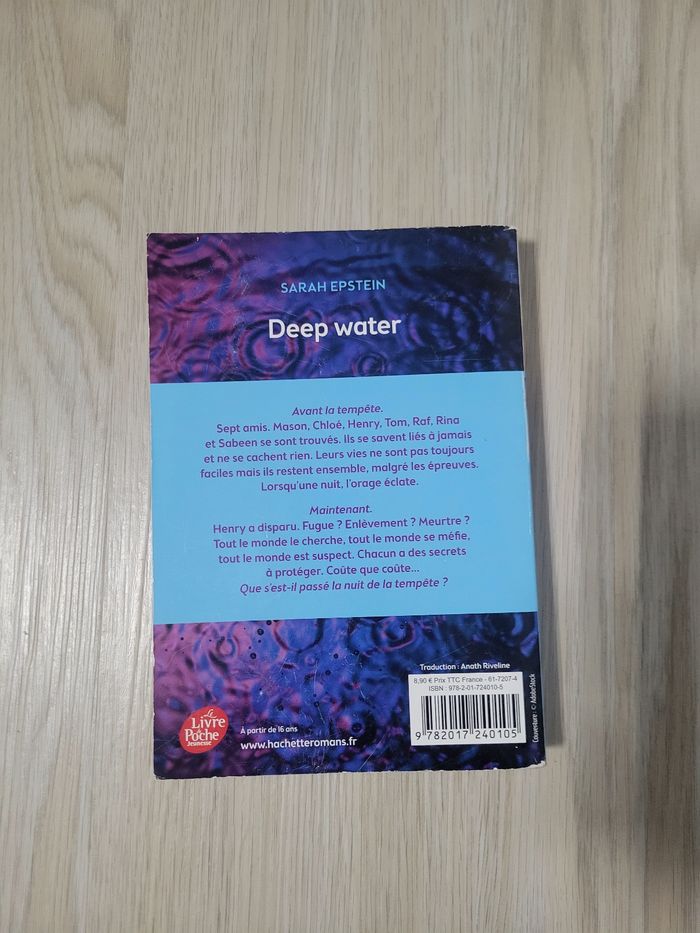 SARAH EPSTEIN
Deep water
Avant la tempête.
Sept amis. Mason, Chloé, Henry, Tom, Raf, Rina
et Sabeen se sont trouvés. Ils se savent liés à jamais
et ne se cachent rien. Leurs vies ne sont pas toujours
faciles mais ils restent ensemble, malgré les épreuves.
Lorsqu'une nuit, l'orage éclate.
Maintenant.
Henry a disparu. Fugue ? Enlèvement ? Meurtre ?
Tout le monde le cherche, tout le monde se méfie,
tout le monde est suspect. Chacun a des secrets
à protéger. Coûte que coûte...
Que s'est-il passé la nuit de la tempête ?
Traduction : Anath Riveline
8,90 € Prix TTC France - 61-7207-4
ISBN : 978-2-01-724010-5
9 782017 240105
Couverture : © AdobeStock
Le
Livre
de
Poche
Jeunesse
À partir de 16 ans
www.hachetteromans.fr